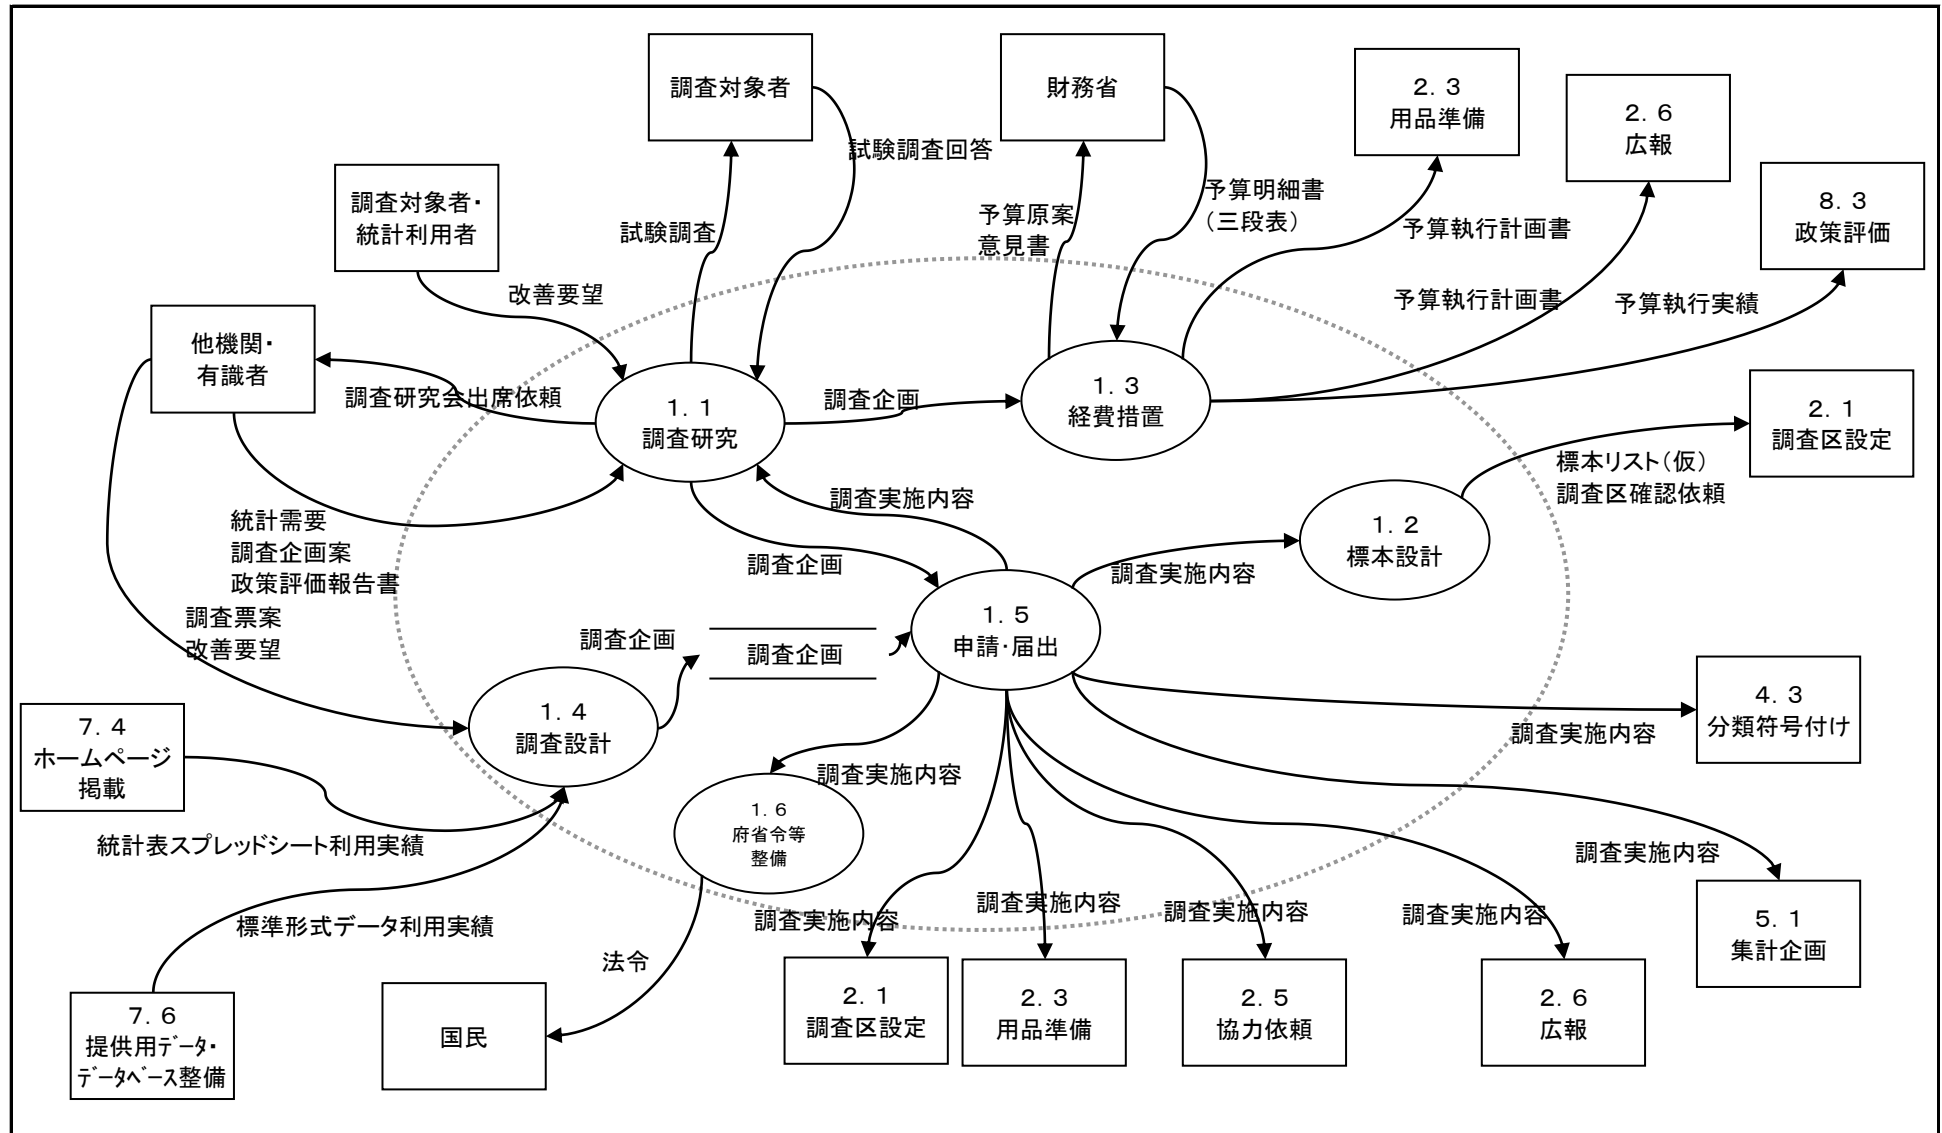 調査対象者
財務省
2.3
用品準備
2.6
広報
試験調査回答
調査対象者・
統計利用者
試験調査
予算原案
意見書
予算明細書
(三段表)
予算執行計画書
8.3
政策評価
改善要望
予算執行計画書
予算執行実績
他機関・
有識者
調査研究会出席依頼
1.1
調査研究
調査企画
1.3
経費措置
2.1
調査区設定
標本リスト(仮)
調査区確認依頼
調査実施内容
1.2
標本設計
統計需要
調査企画案
政策評価報告書
調査企画
調査実施内容
調査票案
改善要望
調査企画
調査企画
1.5
申請・届出
4.3
分類符号付け
調査実施内容
7.4
ホームページ
掲載
1.4
調査設計
調査実施内容
1.6
府省令等
整備
統計表スプレッドシート利用実績
調査実施内容
5.1
集計企画
標準形式データ利用実績
調査実施内容
調査実施内容
調査実施内容
調査実施内容
法令
7.6
提供用データ・
データベース整備
国民
2.1
調査区設定
2.3
用品準備
2.5
協力依頼
2.6
広報